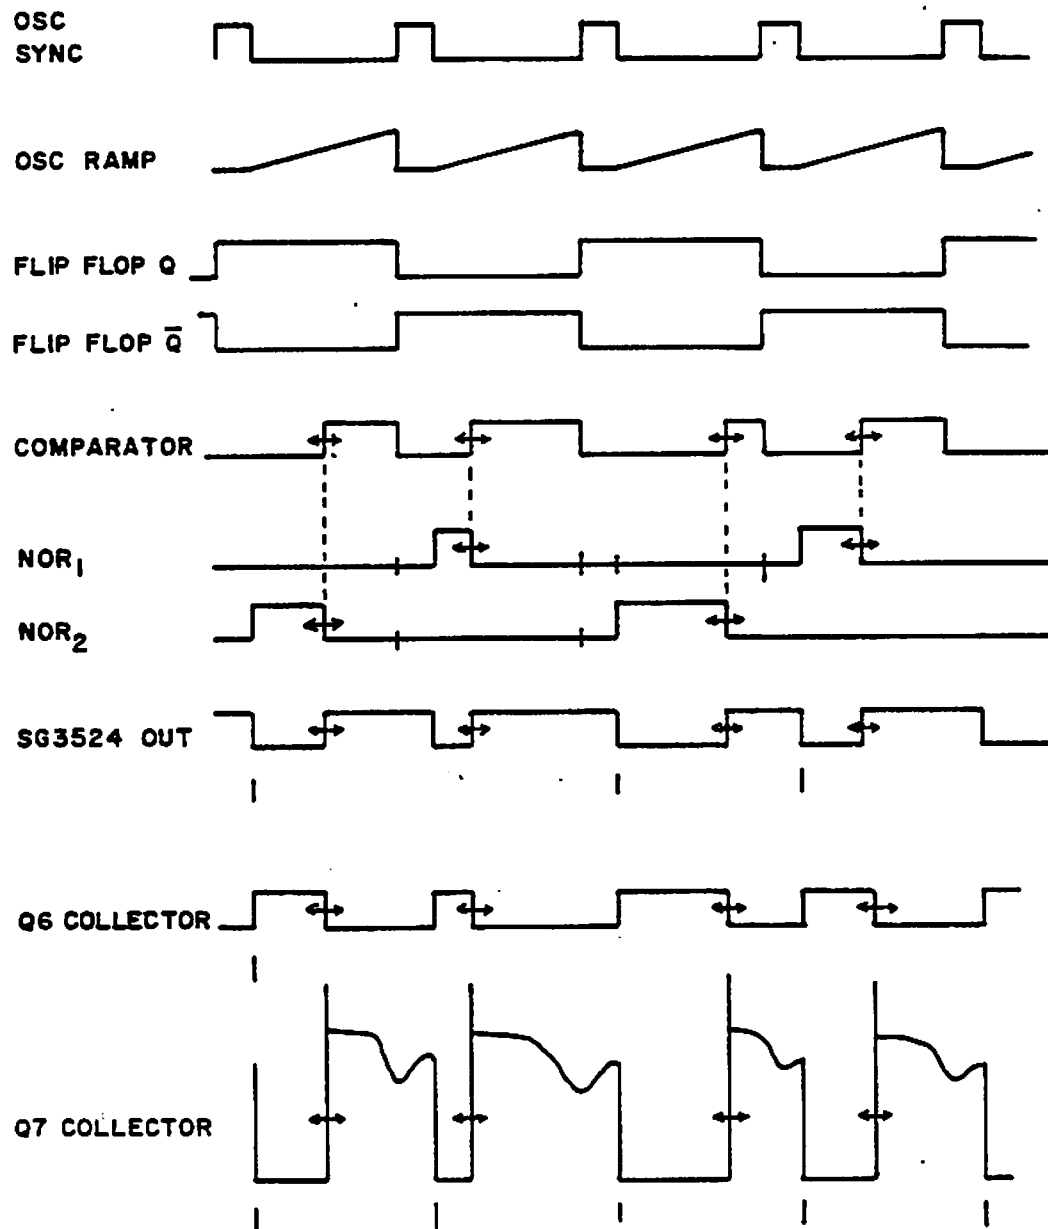 OSC
SYNC
OSC RAMP
FLIP FLOP Q
FLIP FLOP Q̅
COMPARATOR
NOR₁
NOR₂
SG3524 OUT
Q6 COLLECTOR
Q7 COLLECTOR